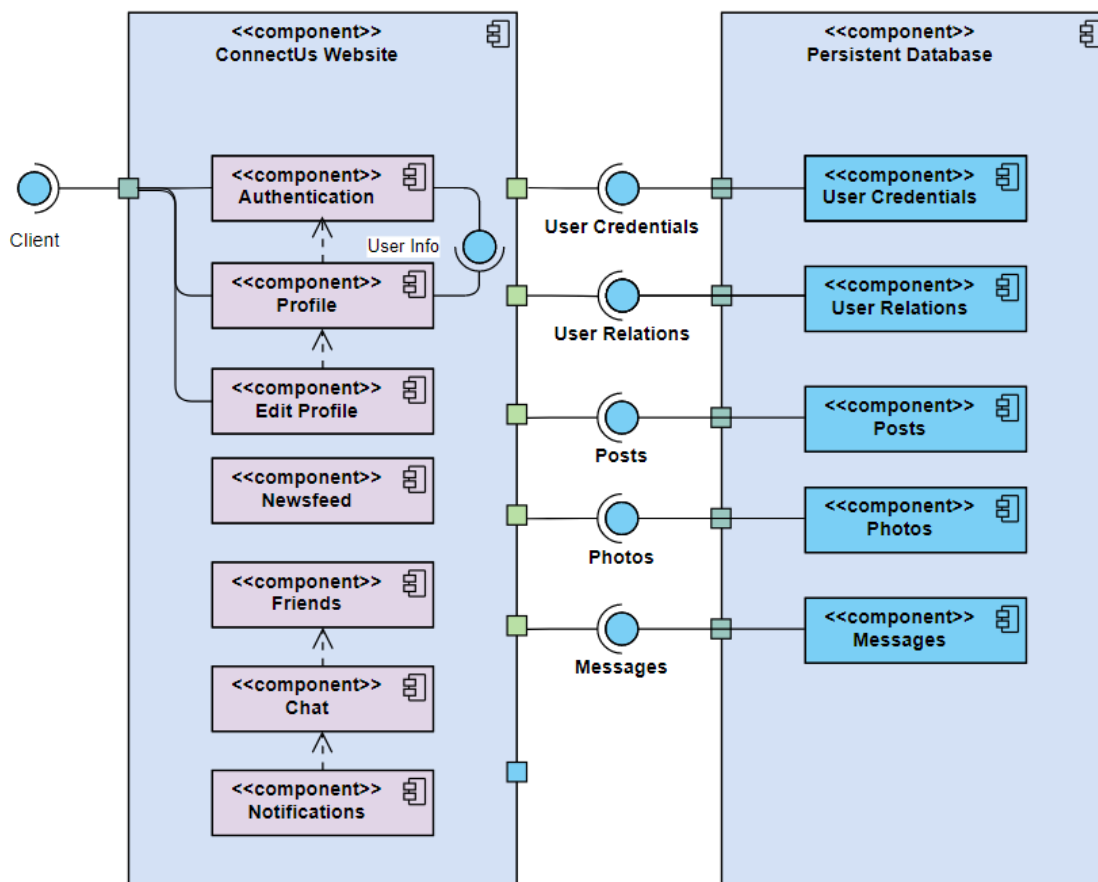 <<component>>
ConnectUs Website
<<component>>
Authentication
User Info
<<component>>
Profile
<<component>>
Edit Profile
<<component>>
Newsfeed
<<component>>
Friends
<<component>>
Chat
<<component>>
Notifications
Client
User Credentials
User Relations
Posts
Photos
Messages
<<component>>
Persistent Database
<<component>>
User Credentials
<<component>>
User Relations
<<component>>
Posts
<<component>>
Photos
<<component>>
Messages